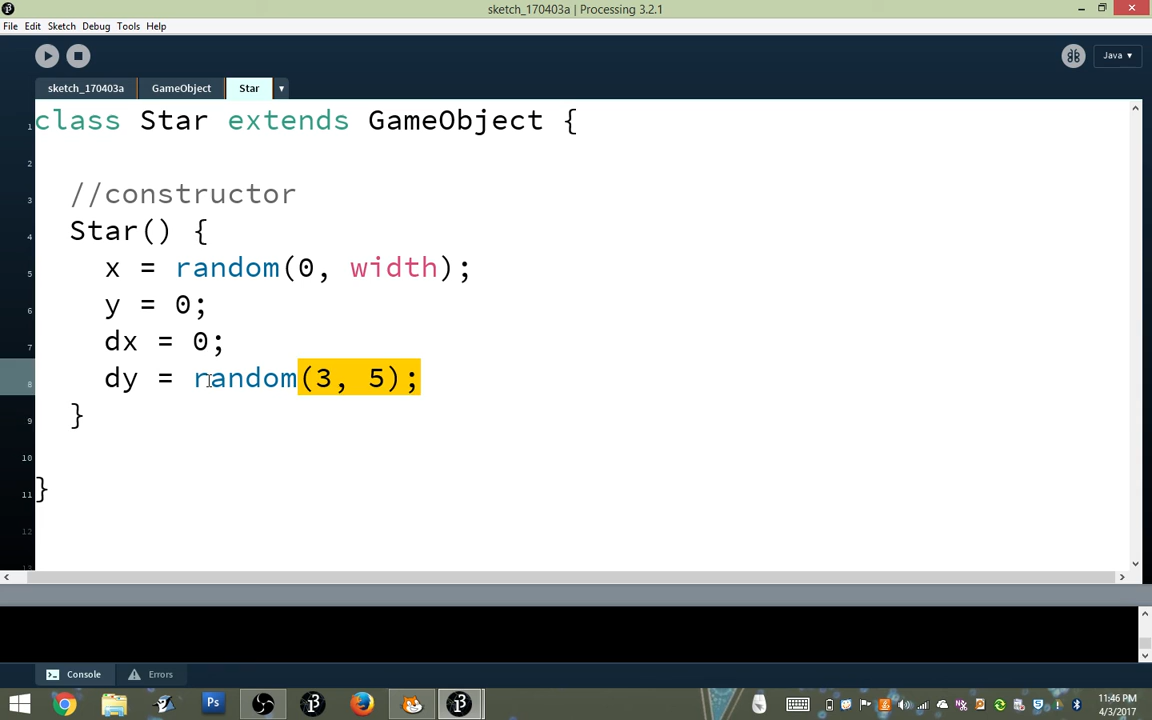 sketch_170403a | Processing 3.2.1
File Edit Sketch Debug Tools Help
Java ▾
sketch_170403a GameObject Star ▾
1 class Star extends GameObject {
2
3 //constructor
4 Star() {
5 x = random(0, width);
6 y = 0;
7 dx = 0;
8 dy = random(3, 5);
9 }
10
11 }
12
Console Errors
Ps
11:46 PM
4/3/2017